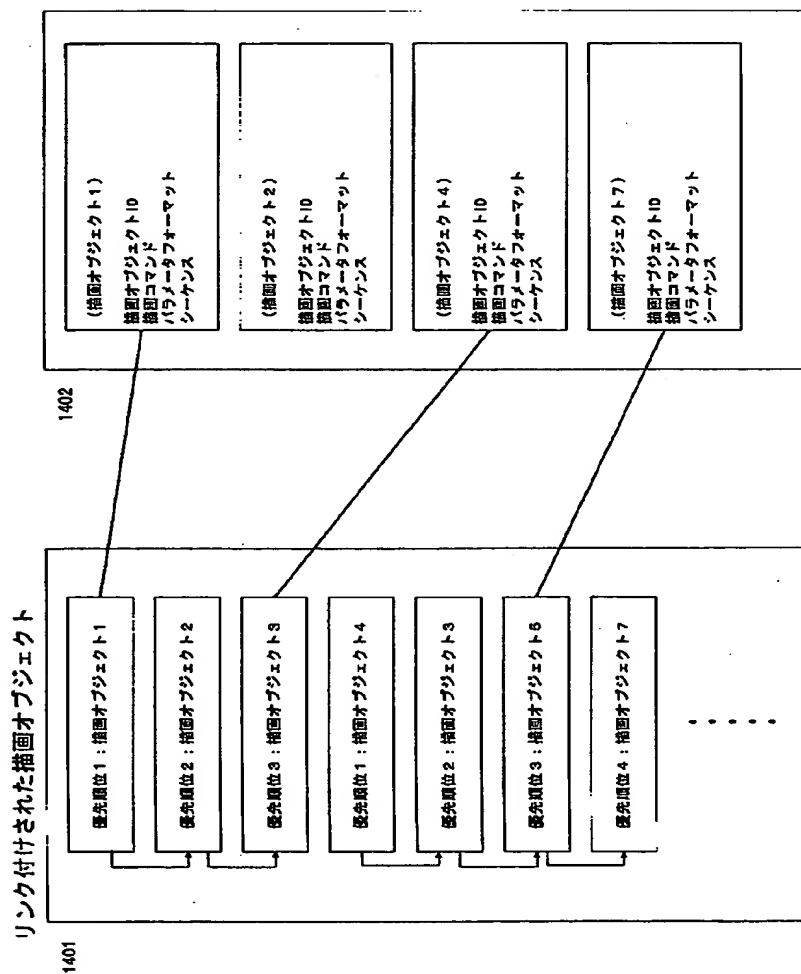 リンク付けされた描画オブジェクト
1401
優先順位1：描画オブジェクト1
優先順位2：描画オブジェクト2
優先順位3：描画オブジェクト3
優先順位1：描画オブジェクト4
優先順位2：描画オブジェクト3
優先順位3：描画オブジェクト6
優先順位4：描画オブジェクト7
・・・・・
1402
(描画オブジェクト1)
描画オブジェクトID
描画コマンド
パラメータフォーマット
シーケンス
(描画オブジェクト2)
描画オブジェクトID
描画コマンド
パラメータフォーマット
シーケンス
(描画オブジェクト4)
描画オブジェクトID
描画コマンド
パラメータフォーマット
シーケンス
(描画オブジェクト7)
描画オブジェクトID
描画コマンド
パラメータフォーマット
シーケンス